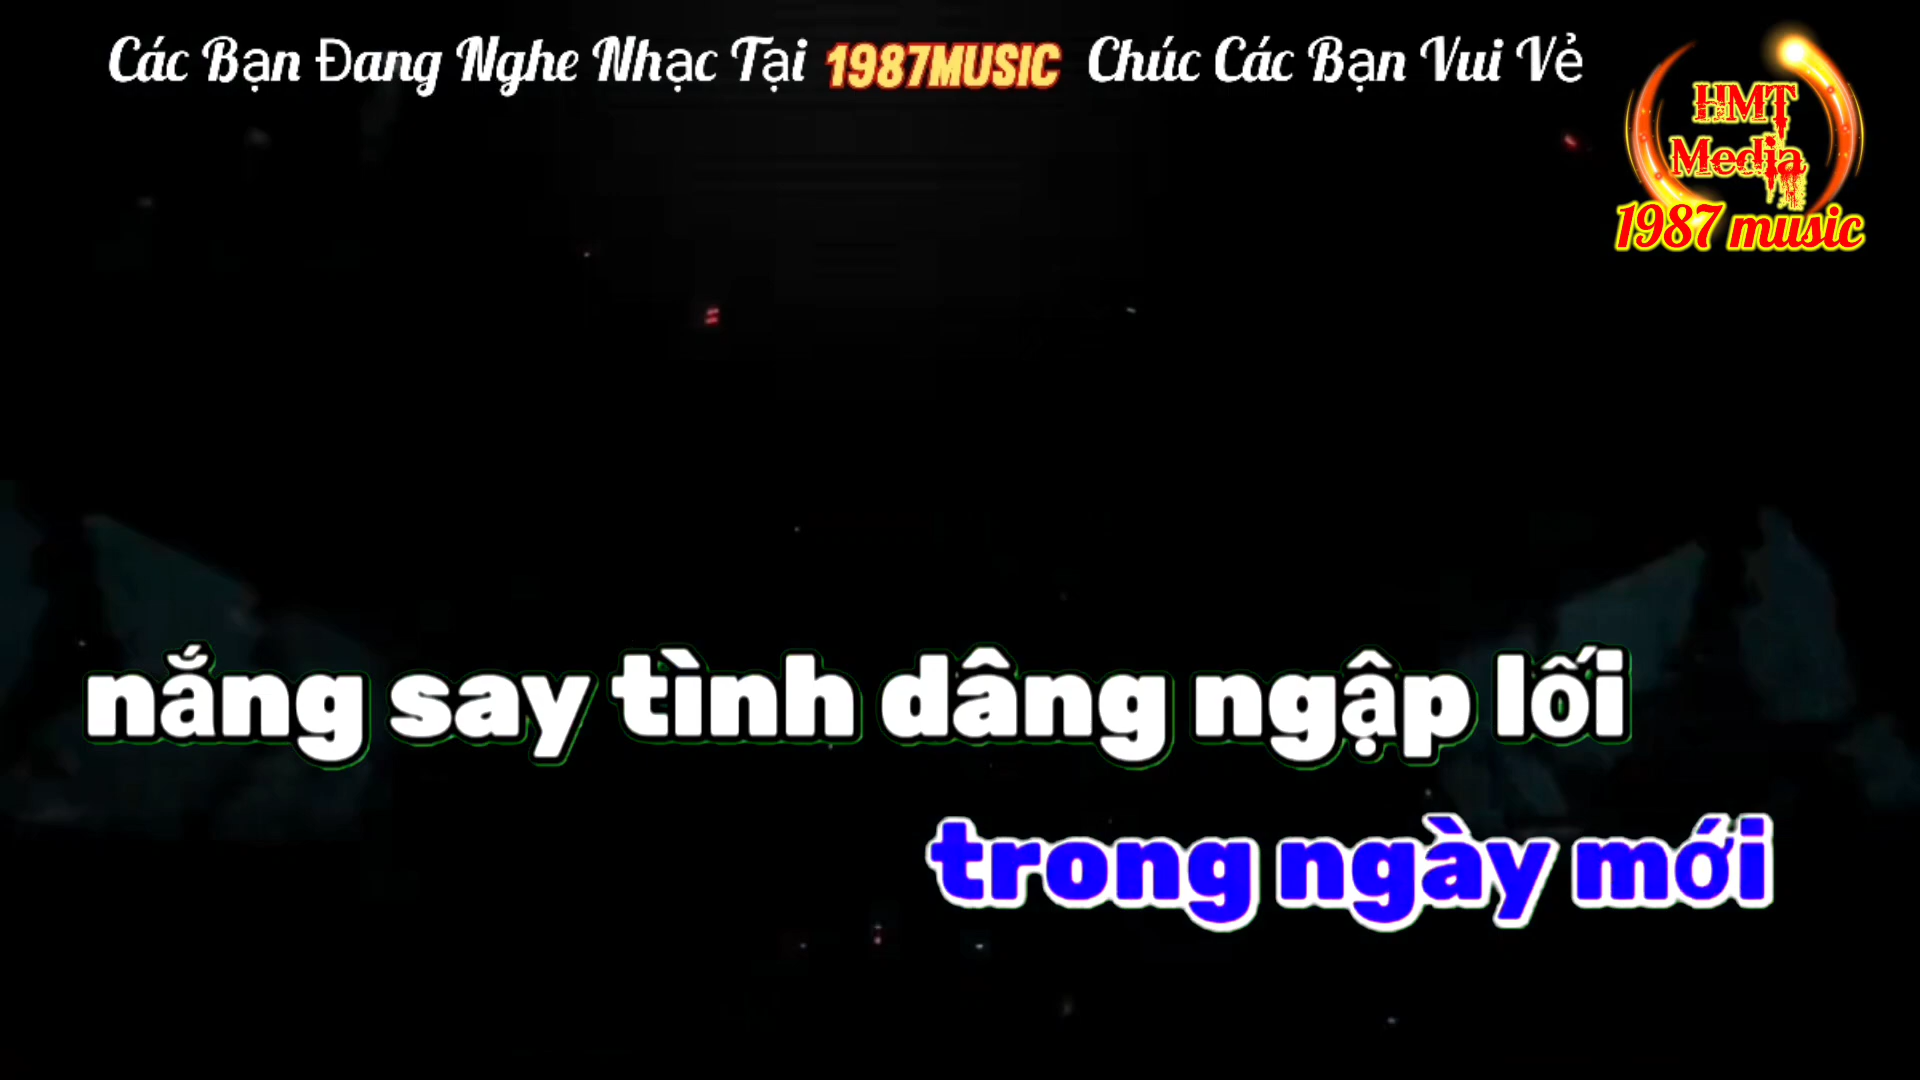 Các Bạn Đang Nghe Nhạc Tại 1987MUSIC Chúc Các Bạn Vui Vẻ
HMT
Media
1987 music
nắng say tình dâng ngập lối
trong ngày mới